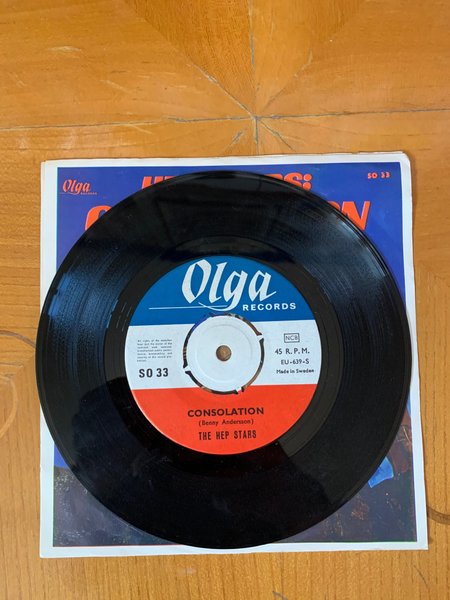 Olga
RECORDS
SO 33
Olga
RECORDS
NCB
45 R.P.M.
EU-639-S
Made in Sweden
SO 33
CONSOLATION
(Benny Andersson)
THE HEP STARS